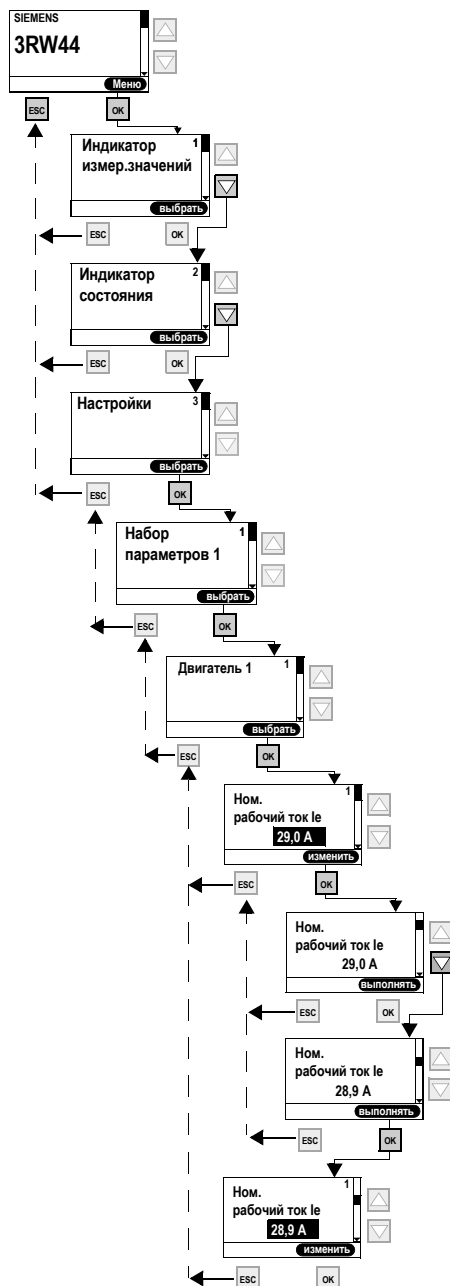 SIEMENS
3RW44
Меню
ESC
OK
Индикатор 1
измер.значений
выбрать
ESC
OK
Индикатор 2
состояния
выбрать
ESC
OK
Настройки 3
выбрать
ESC
OK
Набор 1
параметров 1
выбрать
ESC
OK
Двигатель 1 1
выбрать
ESC
OK
1
Ном.
рабочий ток Ie
29,0 A
изменить
ESC
OK
Ном.
рабочий ток Ie
29,0 A
выполнять
ESC
OK
Ном.
рабочий ток Ie
28,9 A
выполнять
ESC
OK
Ном. 1
рабочий ток Ie
28,9 A
изменить
ESC
OK